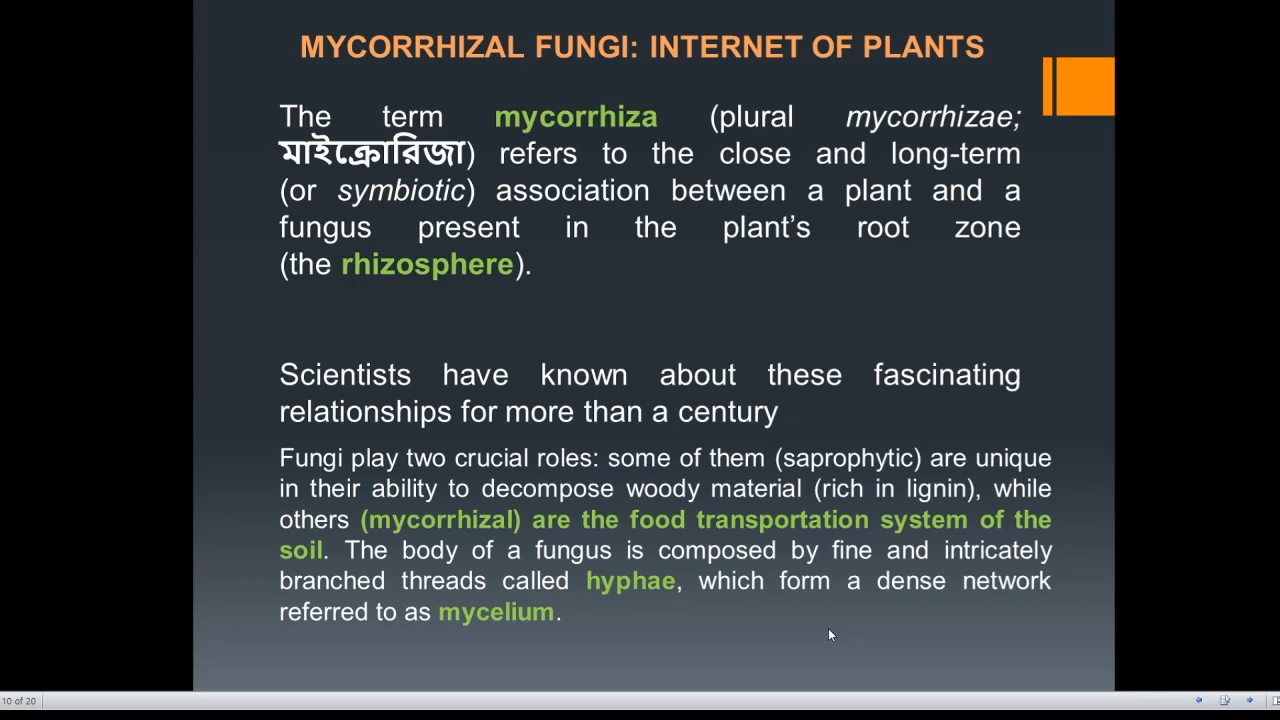 MYCORRHIZAL FUNGI: INTERNET OF PLANTS
The term mycorrhiza (plural mycorrhizae;
মাইক্রোরিজা) refers to the close and long-term
(or symbiotic) association between a plant and a
fungus present in the plant’s root zone
(the rhizosphere).
Scientists have known about these fascinating
relationships for more than a century
Fungi play two crucial roles: some of them (saprophytic) are unique
in their ability to decompose woody material (rich in lignin), while
others (mycorrhizal) are the food transportation system of the
soil. The body of a fungus is composed by fine and intricately
branched threads called hyphae, which form a dense network
referred to as mycelium.
10 of 20